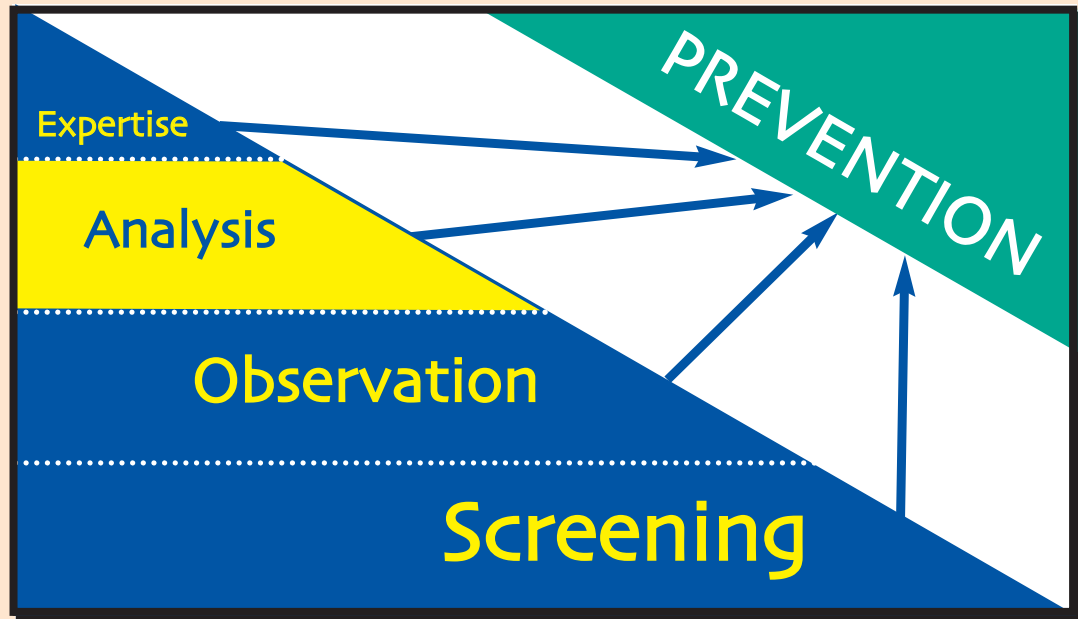 PREVENTION
Expertise
Analysis
Observation
Screening